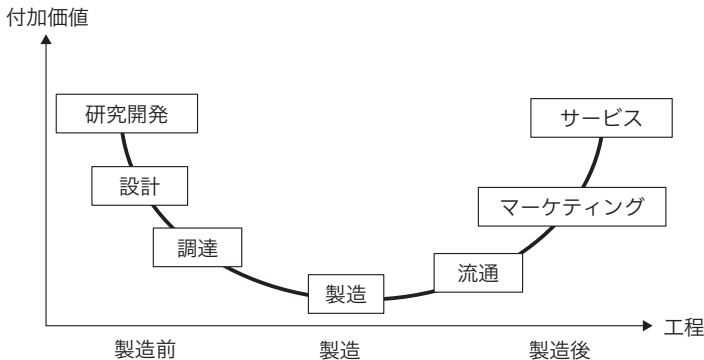 付加価値
研究開発
サービス
設計
マーケティング
調達
流通
製造
工程
製造前
製造
製造後